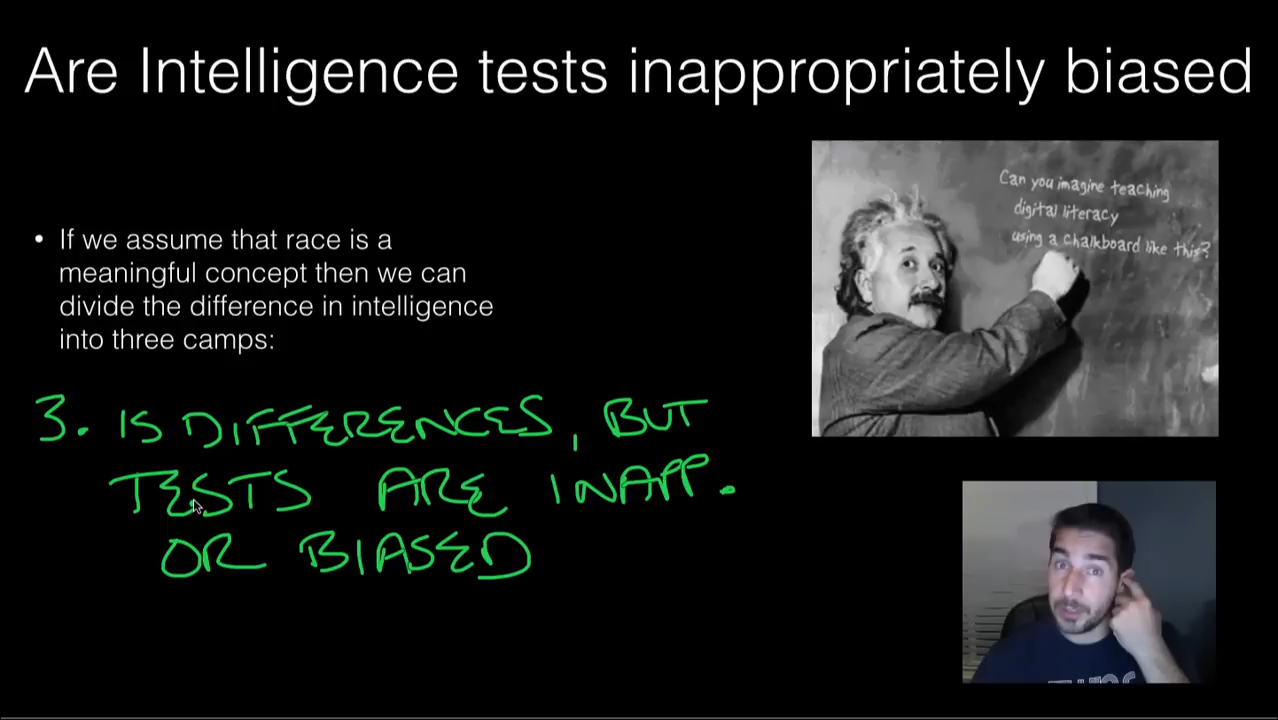 Are Intelligence tests inappropriately biased
• If we assume that race is a
meaningful concept then we can
divide the difference in intelligence
into three camps:
3. IS DIFFERENCES, BUT
TESTS ARE INAPP.
OR BIASED
Can you imagine teaching
digital literacy
using a chalkboard like this?